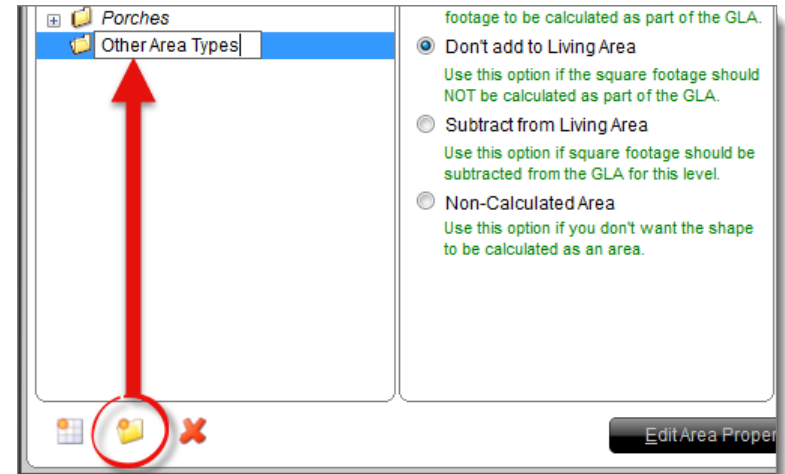 Porches
Other Area Types
footage to be calculated as part of the GLA.
Don't add to Living Area
Use this option if the square footage should
NOT be calculated as part of the GLA.
Subtract from Living Area
Use this option if square footage should be
subtracted from the GLA for this level.
Non-Calculated Area
Use this option if you don't want the shape
to be calculated as an area.
Edit Area Proper